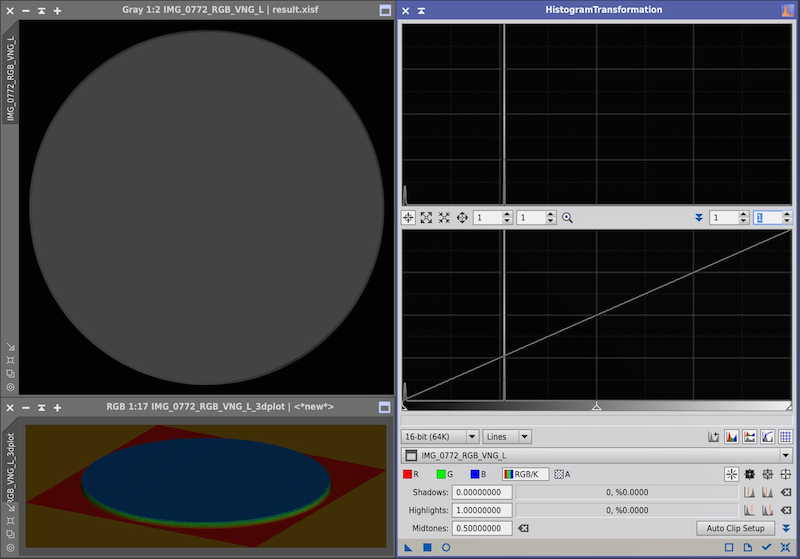 Gray 1:2 IMG_0772_RGB_VNG_L | result.xisf
IMG_0772_RGB_VNG_L
RGB 1:17 IMG_0772_RGB_VNG_L_3dplot | <*new*>
RGB_VNG_L_3dplot
HistogramTransformation
1 1 1 1
16-bit (64K) Lines
IMG_0772_RGB_VNG_L
R G B RGB/K A
Shadows: 0.00000000 0, %0.0000
Highlights: 1.00000000 0, %0.0000
Midtones: 0.50000000 Auto Clip Setup